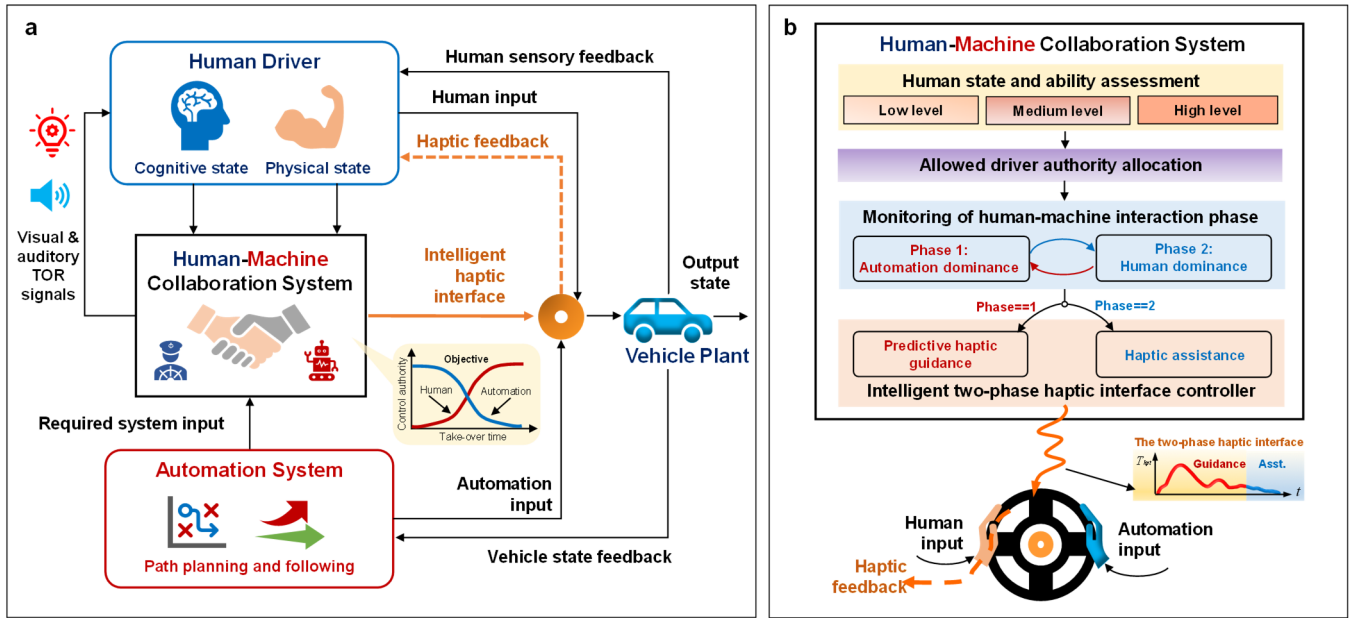 a
Human Driver
Cognitive state
Physical state
Human sensory feedback
Human input
Haptic feedback
Visual &
auditory
TOR
signals
Human-Machine
Collaboration System
Intelligent
haptic
interface
Output
state
Vehicle Plant
Objective
Human
Automation
Control authority
Take-over time
Required system input
Automation System
Path planning and following
Automation
input
Vehicle state feedback
b
Human-Machine Collaboration System
Human state and ability assessment
Low level
Medium level
High level
Allowed driver authority allocation
Monitoring of human-machine interaction phase
Phase 1:
Automation dominance
Phase 2:
Human dominance
Phase==1
Phase==2
Predictive haptic
guidance
Haptic assistance
Intelligent two-phase haptic interface controller
The two-phase haptic interface
Guidance
Asst.
t
Human
input
Automation
input
Haptic
feedback